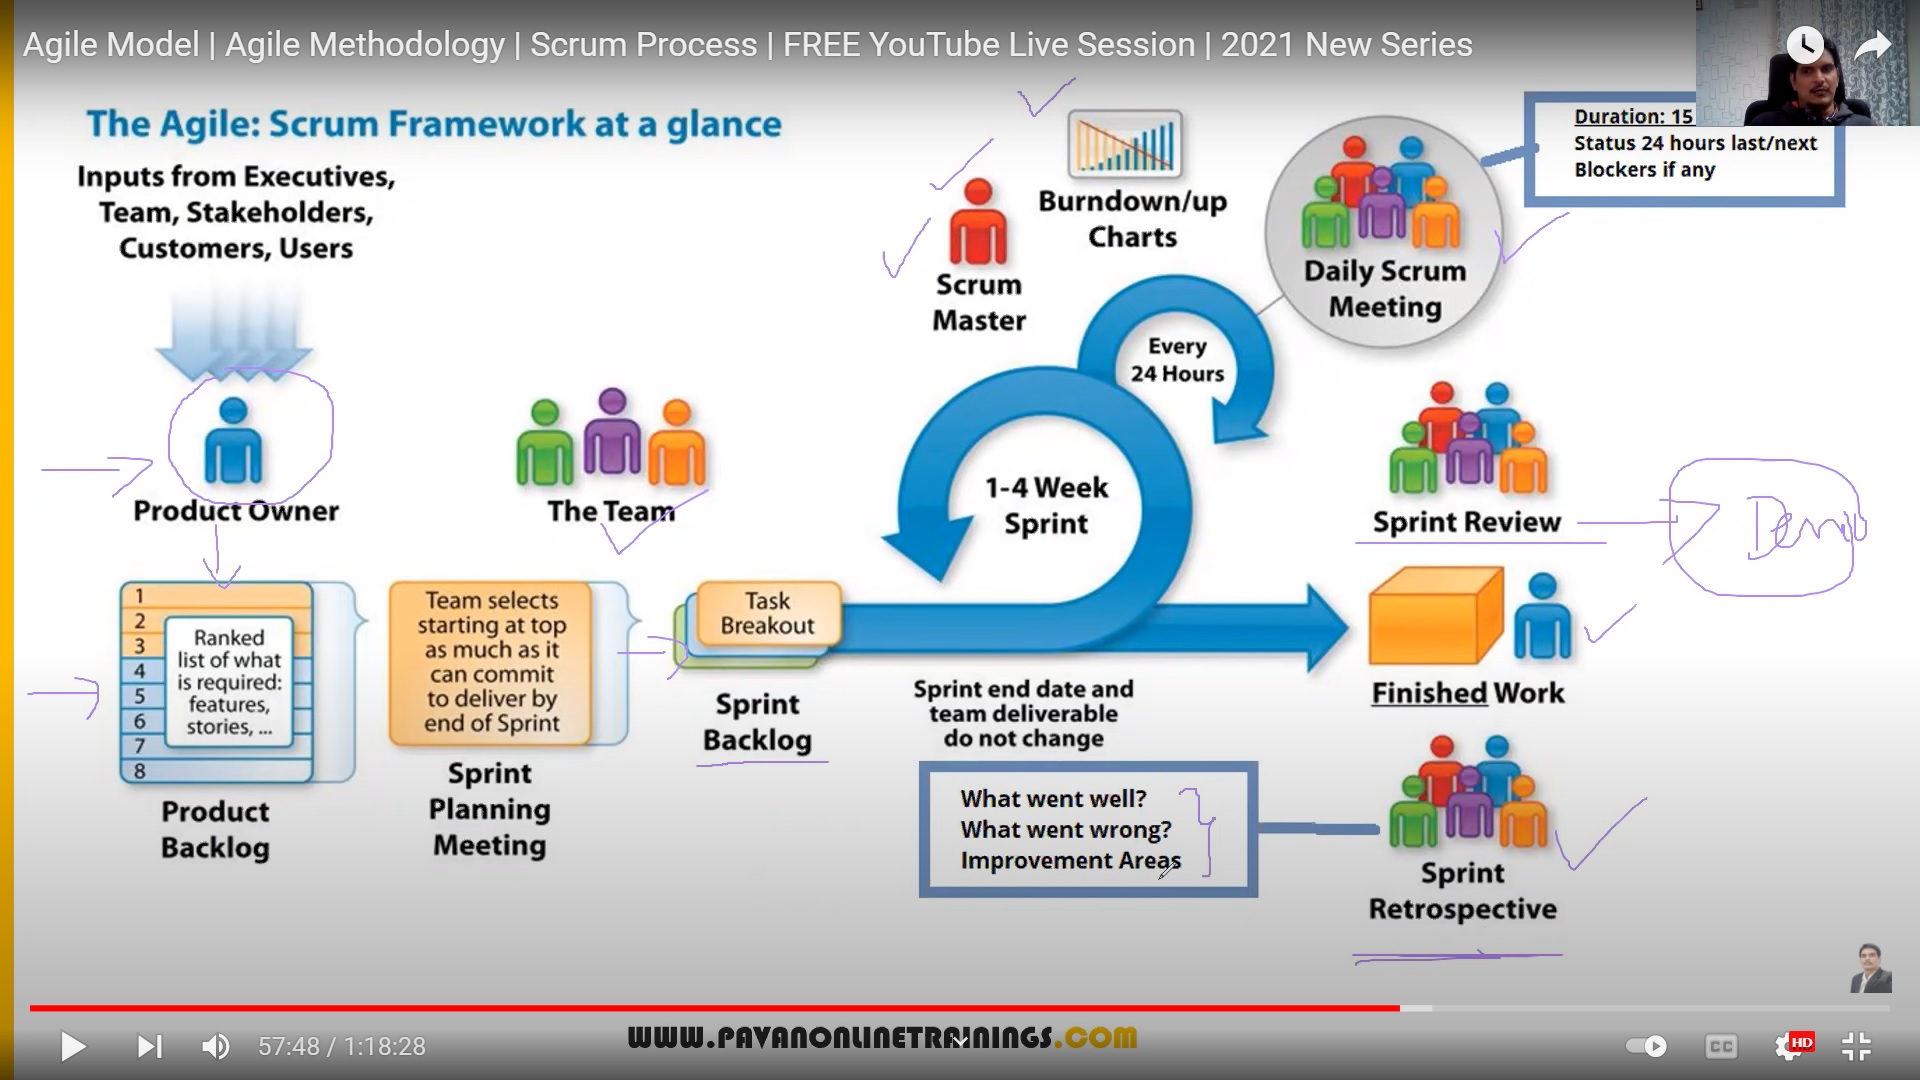 Agile Model | Agile Methodology | Scrum Process | FREE YouTube Live Session | 2021 New Series
The Agile: Scrum Framework at a glance
Inputs from Executives,
Team, Stakeholders,
Customers, Users
Product Owner
The Team
Scrum
Master
Burndown/up
Charts
Daily Scrum
Meeting
Duration: 15
Status 24 hours last/next
Blockers if any
Every
24 Hours
1-4 Week
Sprint
Sprint Review
Demo
1
2
3
4
5
6
7
8
Ranked
list of what
is required:
features,
stories, ...
Product
Backlog
Team selects
starting at top
as much as it
can commit
to deliver by
end of Sprint
Sprint
Planning
Meeting
Task
Breakout
Sprint
Backlog
Sprint end date and
team deliverable
do not change
Finished Work
What went well?
What went wrong?
Improvement Areas
Sprint
Retrospective
57:48 / 1:18:28
WWW.PAVANONLINETRAININGS.COM
CC
HD